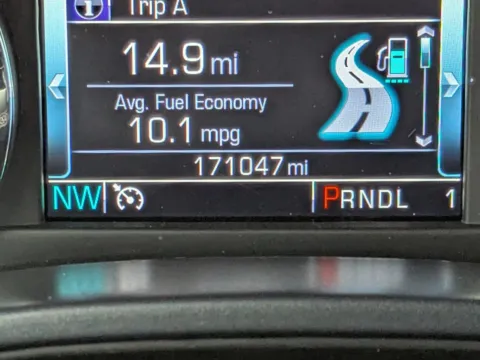 i Trip A
14.9 mi
Avg. Fuel Economy
10.1 mpg
171047 mi
NW PRNDL 1